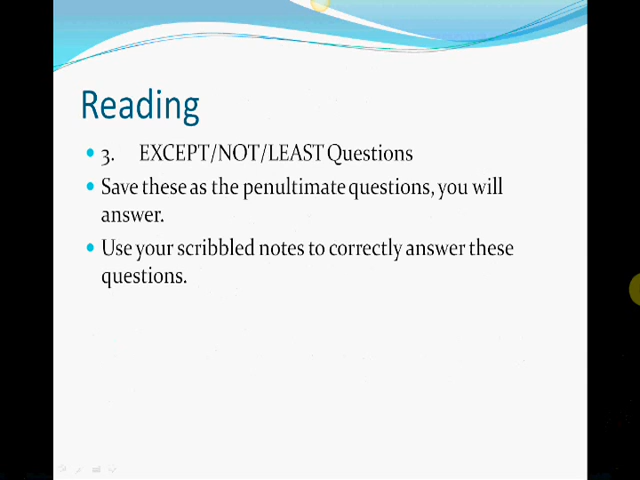 Reading
3. EXCEPT/NOT/LEAST Questions
Save these as the penultimate questions, you will
answer.
Use your scribbled notes to correctly answer these
questions.